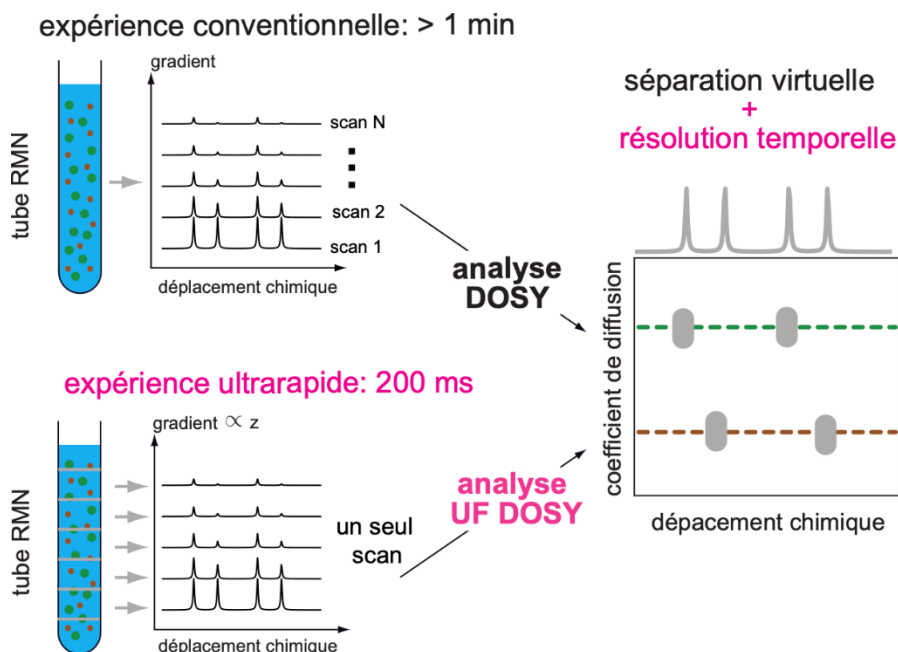 expérience conventionnelle: > 1 min
tube RMN
gradient
scan N
scan 2
scan 1
déplacement chimique
analyse
DOSY
expérience ultrarapide: 200 ms
tube RMN
gradient ∝ z
un seul
scan
déplacement chimique
analyse
UF DOSY
séparation virtuelle
+
résolution temporelle
coefficient de diffusion
dépacement chimique